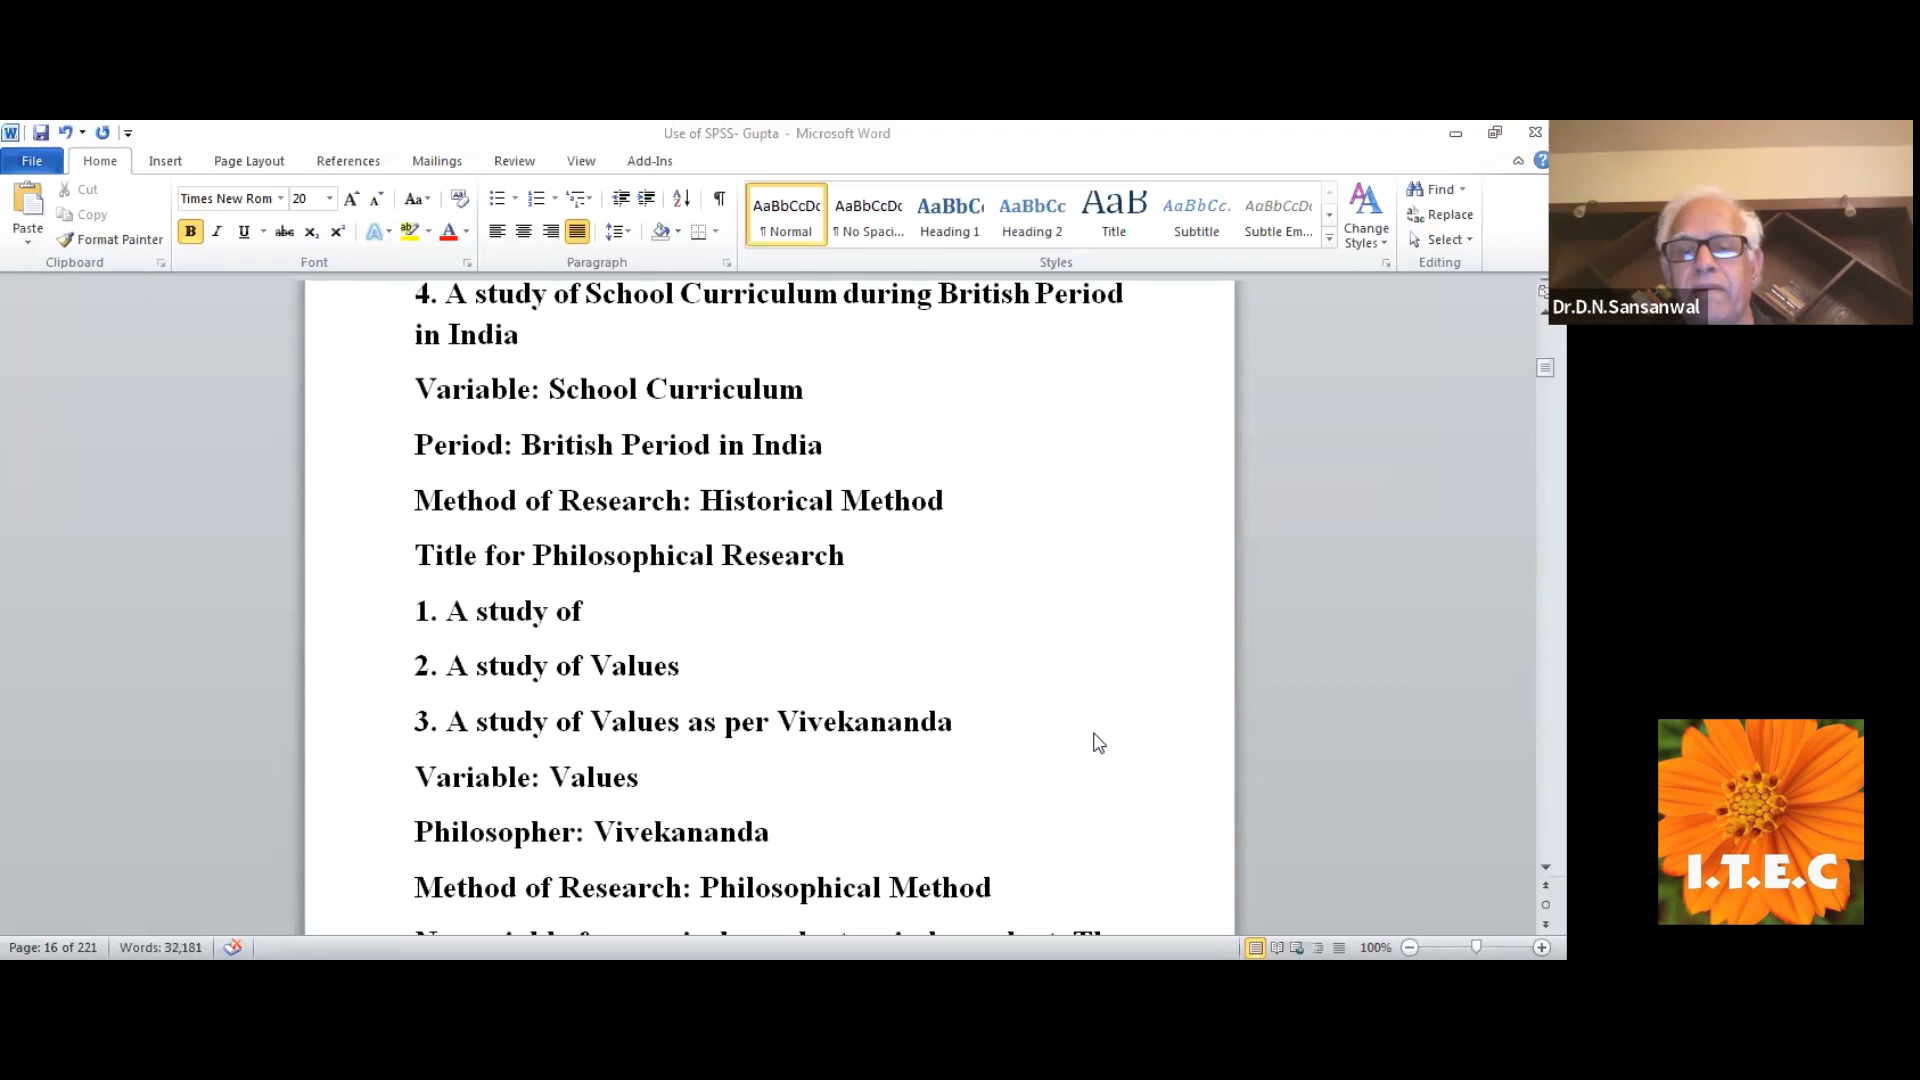 Use of SPSS- Gupta - Microsoft Word
File Home Insert Page Layout References Mailings Review View Add-Ins
Paste
Cut
Copy
Format Painter
Clipboard
Times New Rom 20
Font
Paragraph
AaBbCcDc AaBbCcDc AaBbC AaBbCc AaB AaBbCc. AaBbCcDc
¶ Normal ¶ No Spaci... Heading 1 Heading 2 Title Subtitle Subtle Em...
Change
Styles
Styles
Find
Replace
Select
Editing
4. A study of School Curriculum during British Period
in India
Variable: School Curriculum
Period: British Period in India
Method of Research: Historical Method
Title for Philosophical Research
1. A study of
2. A study of Values
3. A study of Values as per Vivekananda
Variable: Values
Philosopher: Vivekananda
Method of Research: Philosophical Method
Page: 16 of 221 Words: 32,181 100%
Dr.D.N.Sansanwal
I.T.E.C